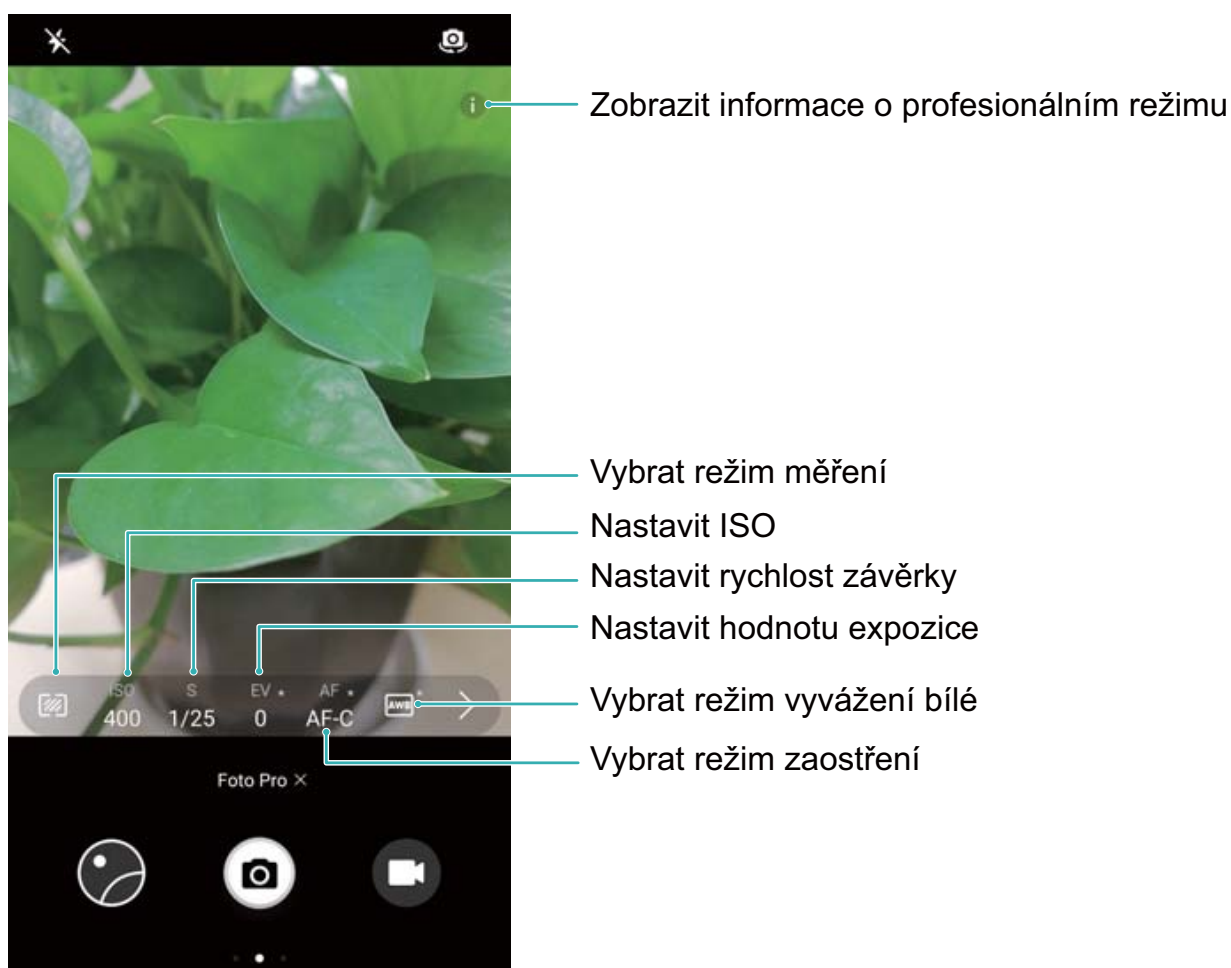 Zobrazit informace o profesionálním režimu
Vybrat režim měření
Nastavit ISO
Nastavit rychlost závěrky
Nastavit hodnotu expozice
ISO S EV AF
400 1/25 0 AF-C AWB
Vybrat režim vyvážení bílé
Vybrat režim zaostření
Foto Pro ×